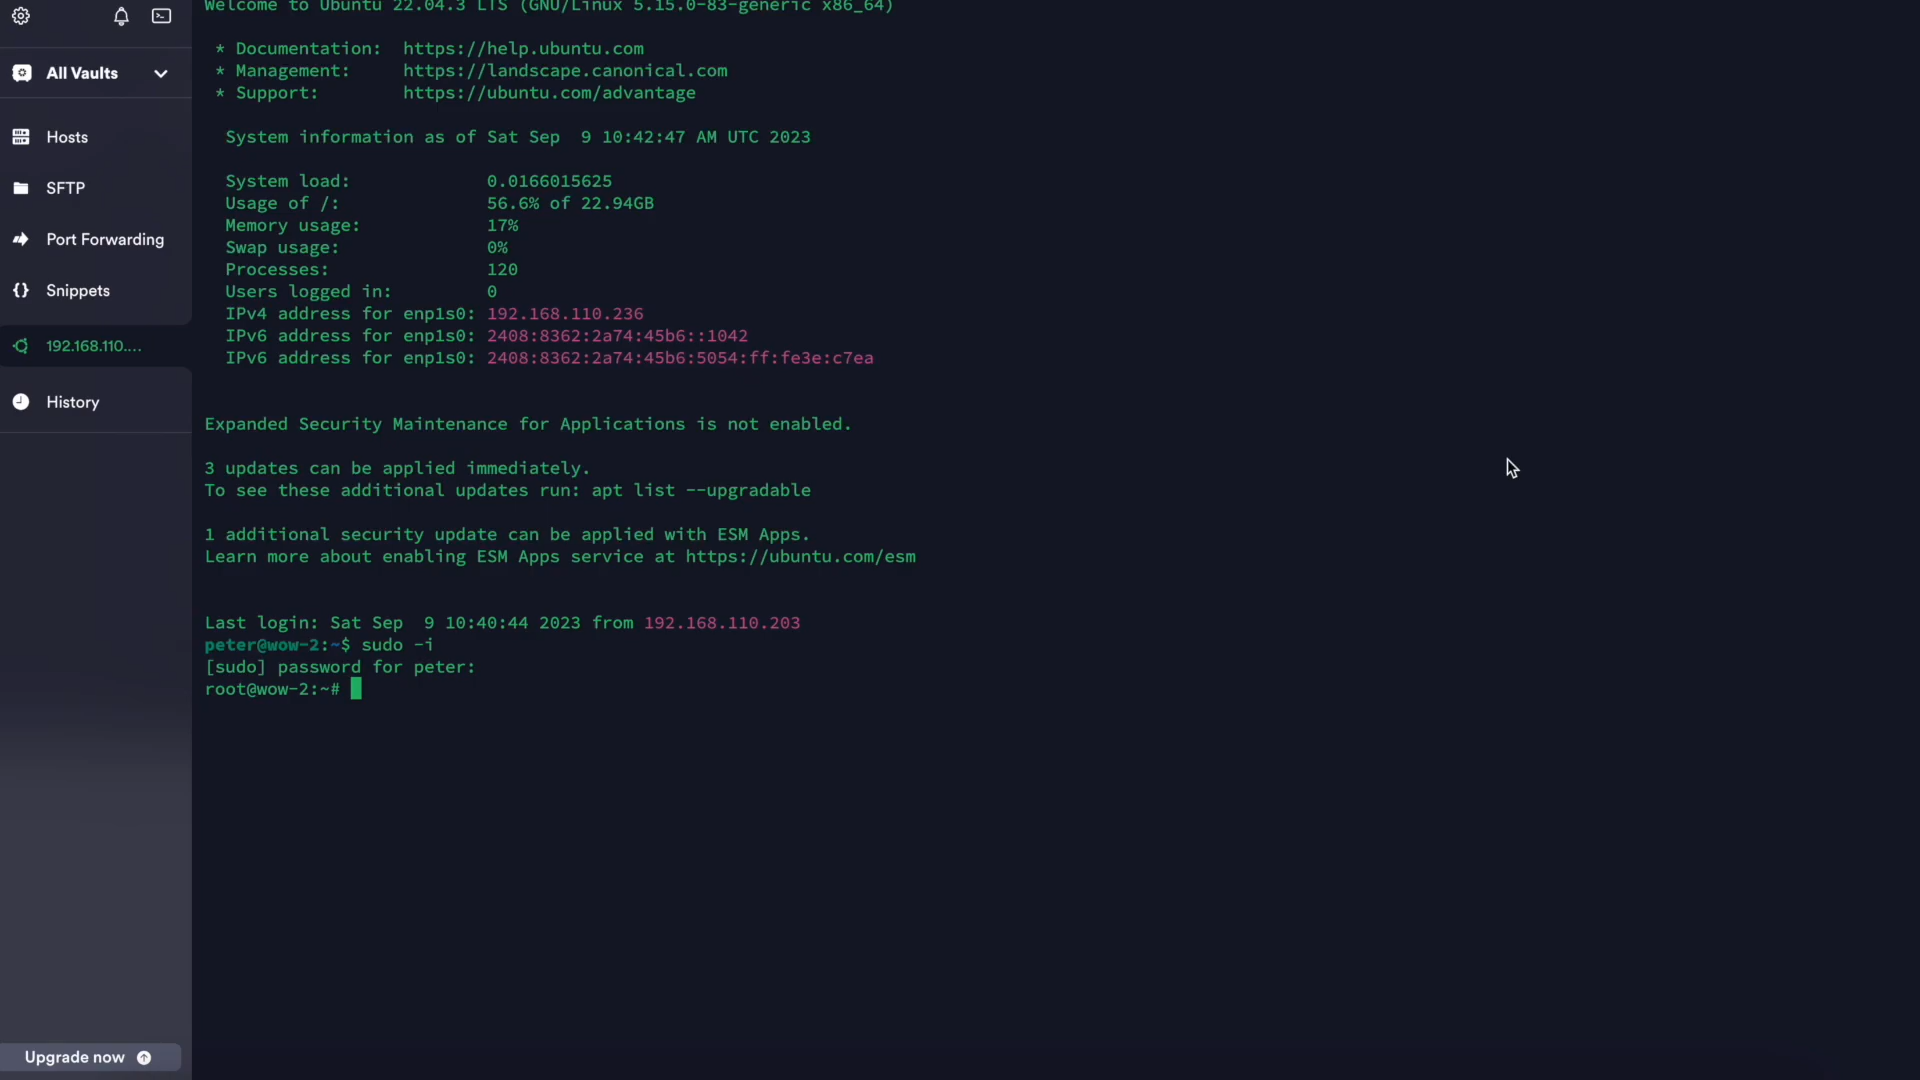 All Vaults
Hosts
SFTP
Port Forwarding
Snippets
192.168.110....
History
Upgrade now
Welcome to Ubuntu 22.04.3 LTS (GNU/Linux 5.15.0-83-generic x86_64)
* Documentation:  https://help.ubuntu.com
* Management:     https://landscape.canonical.com
* Support:        https://ubuntu.com/advantage
System information as of Sat Sep  9 10:42:47 AM UTC 2023
System load:             0.0166015625
Usage of /:              56.6% of 22.94GB
Memory usage:            17%
Swap usage:              0%
Processes:               120
Users logged in:         0
IPv4 address for enp1s0: 192.168.110.236
IPv6 address for enp1s0: 2408:8362:2a74:45b6::1042
IPv6 address for enp1s0: 2408:8362:2a74:45b6:5054:ff:fe3e:c7ea
Expanded Security Maintenance for Applications is not enabled.
3 updates can be applied immediately.
To see these additional updates run: apt list --upgradable
1 additional security update can be applied with ESM Apps.
Learn more about enabling ESM Apps service at https://ubuntu.com/esm
Last login: Sat Sep  9 10:40:44 2023 from 192.168.110.203
peter@wow-2:~$ sudo -i
[sudo] password for peter:
root@wow-2:~#